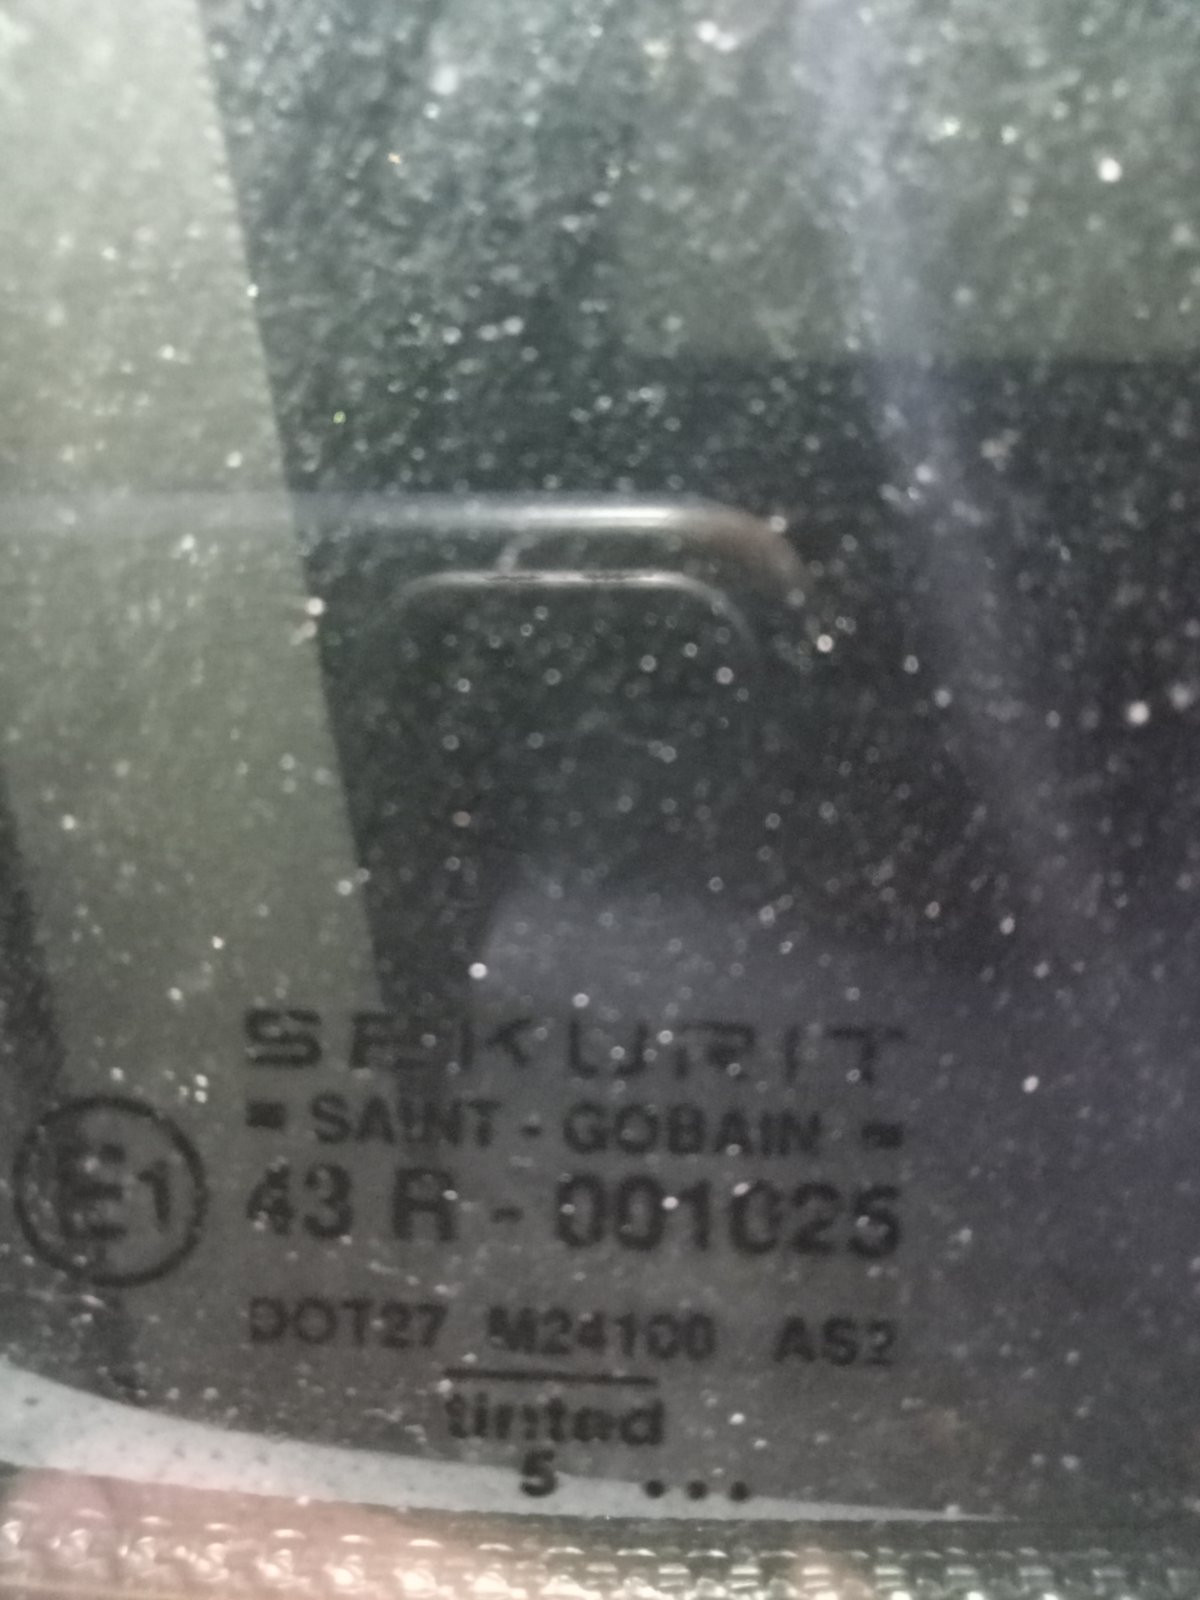 SEKURIT
SAINT-GOBAIN
E1 43 R - 001025
DOT27 M24100 AS2
tinted
5 ...